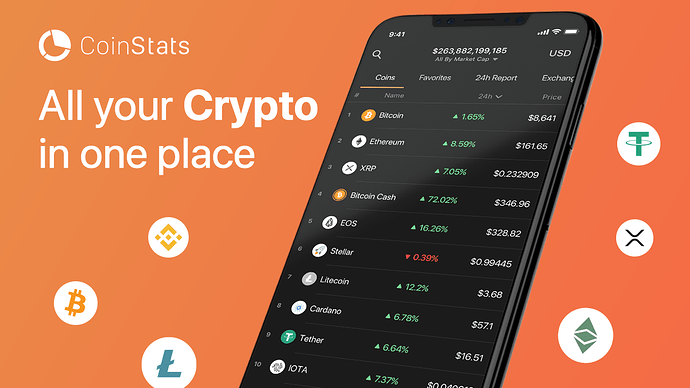 CoinStats
All your Crypto
in one place
9:41
$263,882,199,185
All By Market Cap
USD
Coins Favorites 24h Report Exchang
# Name 24h Price
1 Bitcoin 1.65% $8,641
2 Ethereum 8.59% $161.65
3 XRP 7.05% $0.232909
4 Bitcoin Cash 72.02% $346.96
5 EOS 16.26% $328.82
6 Stellar 0.39% $0.99445
7 Litecoin 12.2% $3.68
8 Cardano 6.78% $57.1
9 Tether 6.64% $16.51
10 IOTA 7.37%